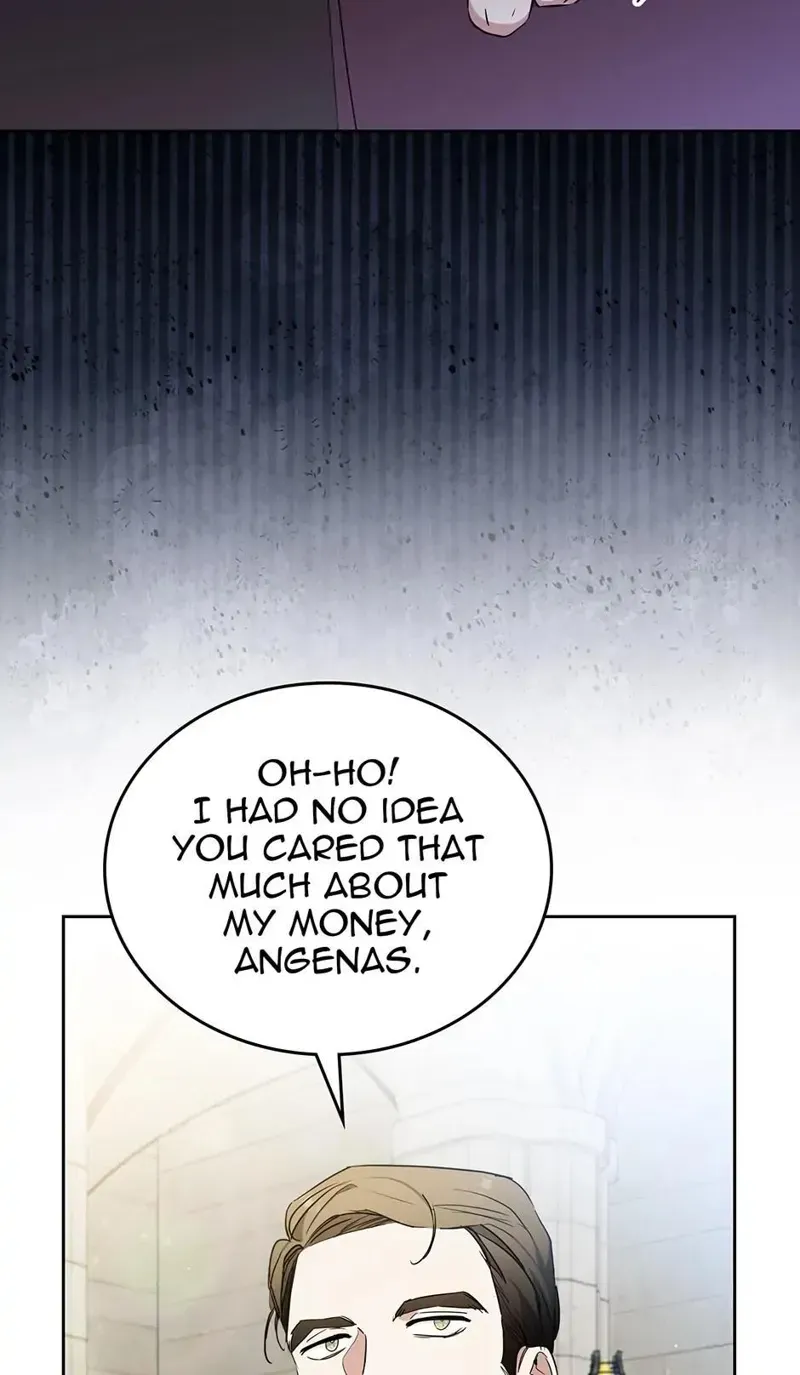 OH-HO!
I HAD NO IDEA
YOU CARED THAT
MUCH ABOUT
MY MONEY,
ANGENAS.